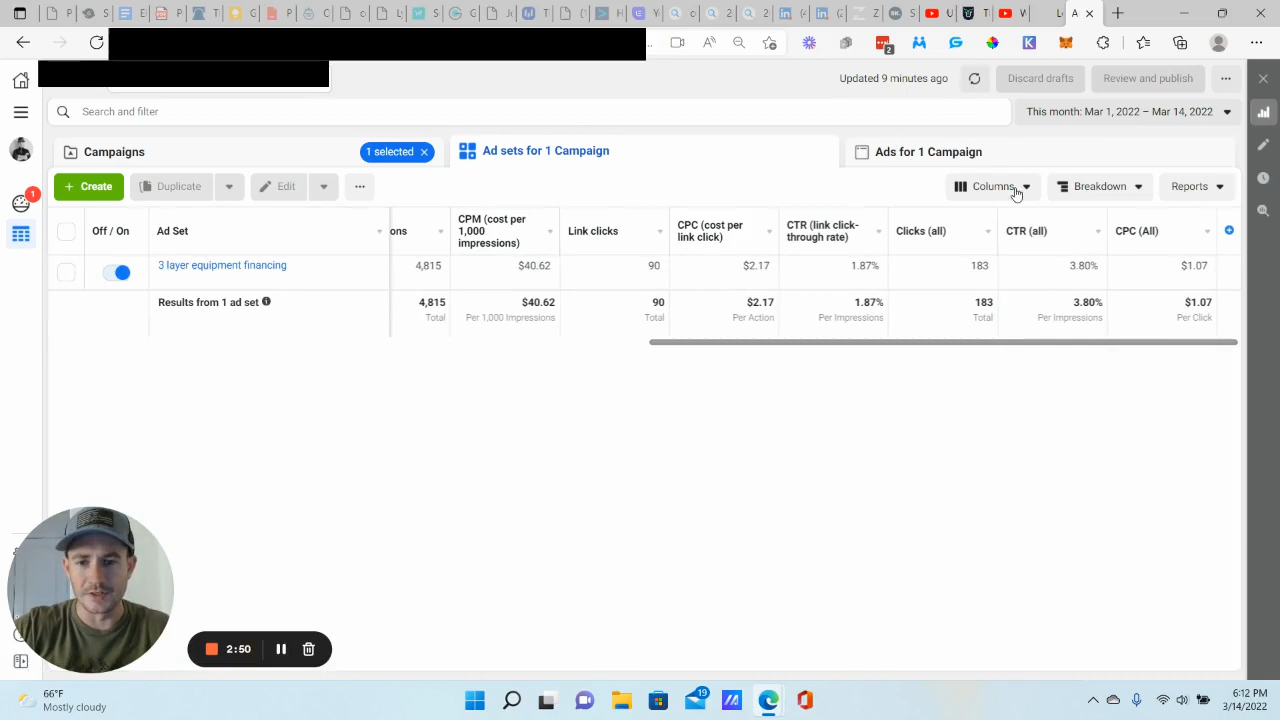 2
Updated 9 minutes ago
Discard drafts
Review and publish
Search and filter
This month: Mar 1, 2022 – Mar 14, 2022
Campaigns
1 selected
Ad sets for 1 Campaign
Ads for 1 Campaign
+ Create
Duplicate
Edit
Columns
Breakdown
Reports
1
Off / On
Ad Set
ons
CPM (cost per
1,000
impressions)
Link clicks
CPC (cost per
link click)
CTR (link click-
through rate)
Clicks (all)
CTR (all)
CPC (All)
3 layer equipment financing
4,815
$40.62
90
$2.17
1.87%
183
3.80%
$1.07
Results from 1 ad set
4,815
$40.62
90
$2.17
1.87%
183
3.80%
$1.07
Total
Per 1,000 Impressions
Total
Per Action
Per Impressions
Total
Per Impressions
Per Click
2:50
66°F
Mostly cloudy
19
6:12 PM
3/14/2022